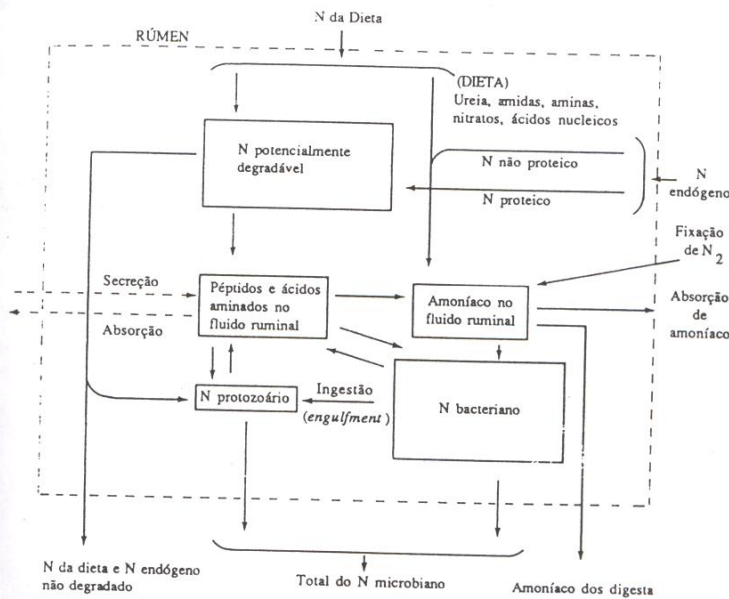 N da Dieta
RÚMEN
(DIETA)
Ureia, amidas, aminas,
nitratos, ácidos nucleicos
N potencialmente
degradável
N não proteico
N proteico
N
endógeno
Fixação
de N2
Secreção
Absorção
Péptidos e ácidos
aminados no
fluido ruminal
Amoníaco no
fluido ruminal
Absorção
de
amoníaco
N protozoário
Ingestão
(engulfment)
N bacteriano
N da dieta e N endógeno
não degradado
Total do N microbiano
Amoníaco dos digesta